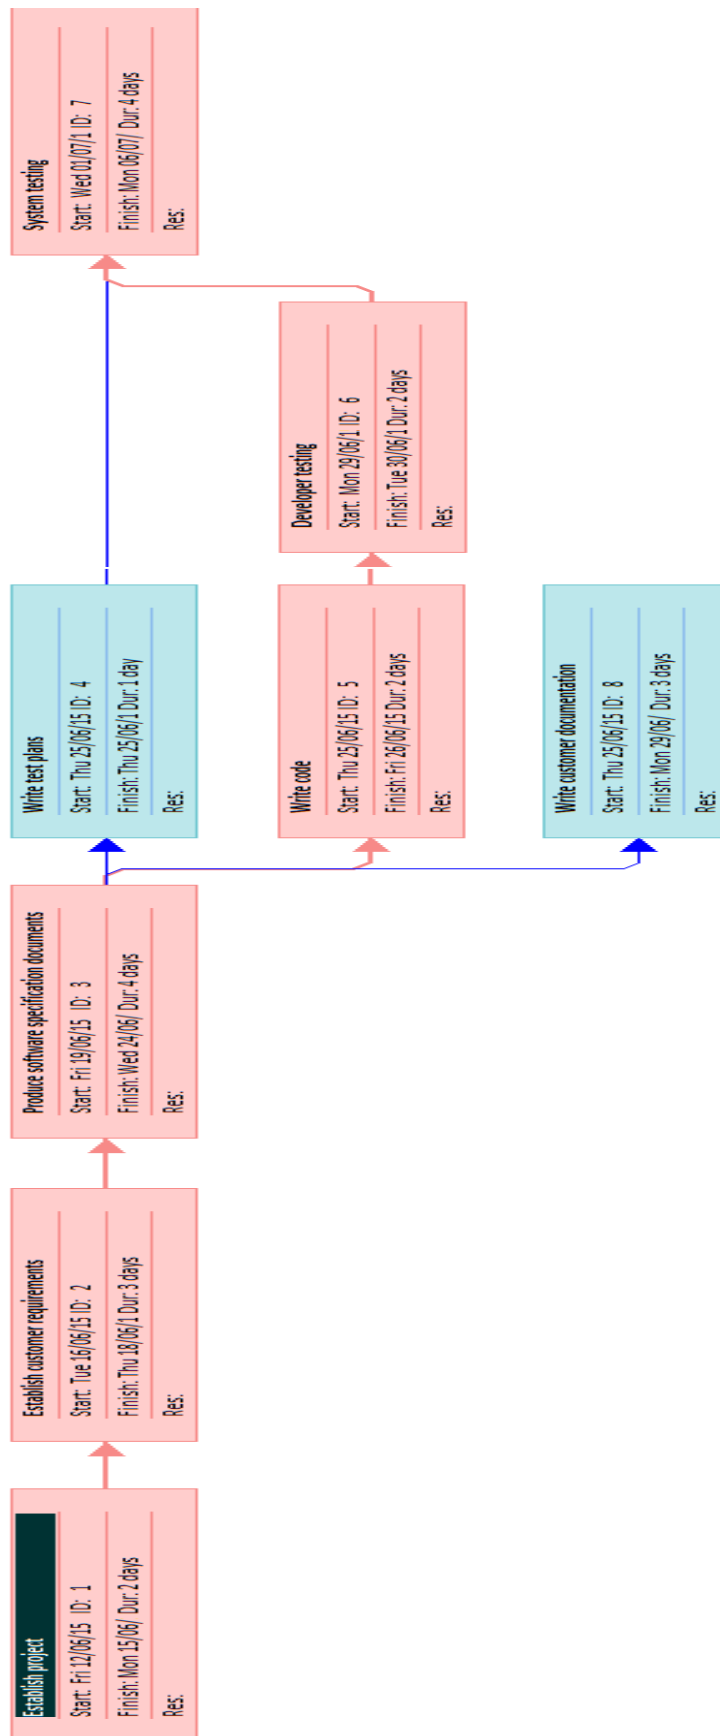 Establish project
Start: Fri 12/06/15 ID: 1
Finish: Mon 15/06/ Dur: 2 days
Res:
Establish customer requirements
Start: Tue 16/06/15 ID: 2
Finish: Thu 18/06/1 Dur: 3 days
Res:
Produce software specification documents
Start: Fri 19/06/15 ID: 3
Finish: Wed 24/06/ Dur: 4 days
Res:
Write test plans
Start: Thu 25/06/15 ID: 4
Finish: Thu 25/06/1 Dur: 1 day
Res:
Write code
Start: Thu 25/06/15 ID: 5
Finish: Fri 26/06/15 Dur: 2 days
Res:
Write customer documentation
Start: Thu 25/06/15 ID: 8
Finish: Mon 29/06/ Dur: 3 days
Res:
Developer testing
Start: Mon 29/06/1 ID: 6
Finish: Tue 30/06/1 Dur: 2 days
Res:
System testing
Start: Wed 01/07/1 ID: 7
Finish: Mon 06/07/ Dur: 4 days
Res: